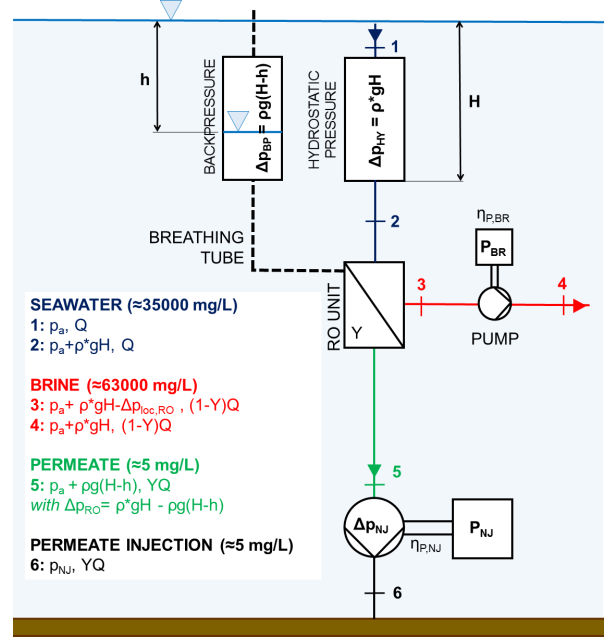 1
h
BACKPRESSURE
Δp_BP = ρg(H-h)
HYDROSTATIC
PRESSURE
Δp_HY = ρ*gH
H
2
η_P,BR
P_BR
BREATHING
TUBE
RO UNIT
Y
3
4
PUMP
SEAWATER (≈35000 mg/L)
1: p_a, Q
2: p_a+ρ*gH, Q
BRINE (≈63000 mg/L)
3: p_a+ ρ*gH-Δp_loc,RO , (1-Y)Q
4: p_a+ρ*gH, (1-Y)Q
PERMEATE (≈5 mg/L)
5: p_a + ρg(H-h), YQ
with Δp_RO= ρ*gH - ρg(H-h)
PERMEATE INJECTION (≈5 mg/L)
6: p_NJ, YQ
5
Δp_NJ
η_P,NJ
P_NJ
6